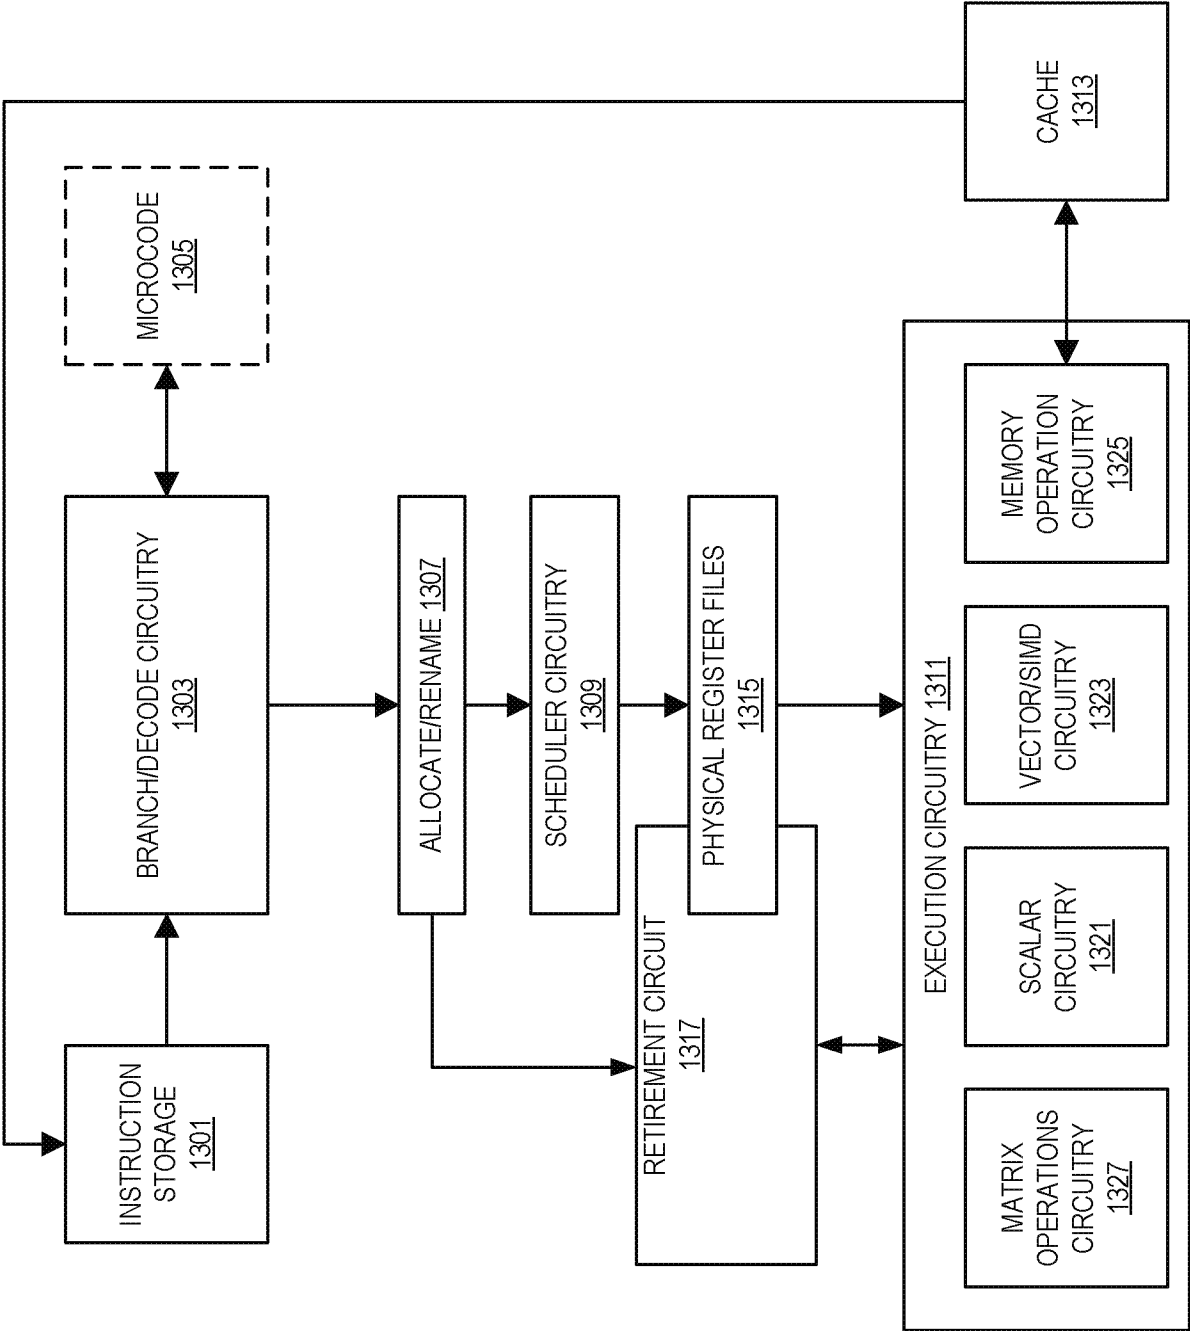 INSTRUCTION
STORAGE
1301
BRANCH/DECODE CIRCUITRY
1303
MICROCODE
1305
ALLOCATE/RENAME 1307
SCHEDULER CIRCUITRY
1309
RETIREMENT CIRCUIT
1317
PHYSICAL REGISTER FILES
1315
EXECUTION CIRCUITRY 1311
MATRIX
OPERATIONS
CIRCUITRY
1327
SCALAR
CIRCUITRY
1321
VECTOR/SIMD
CIRCUITRY
1323
MEMORY
OPERATION
CIRCUITRY
1325
CACHE
1313